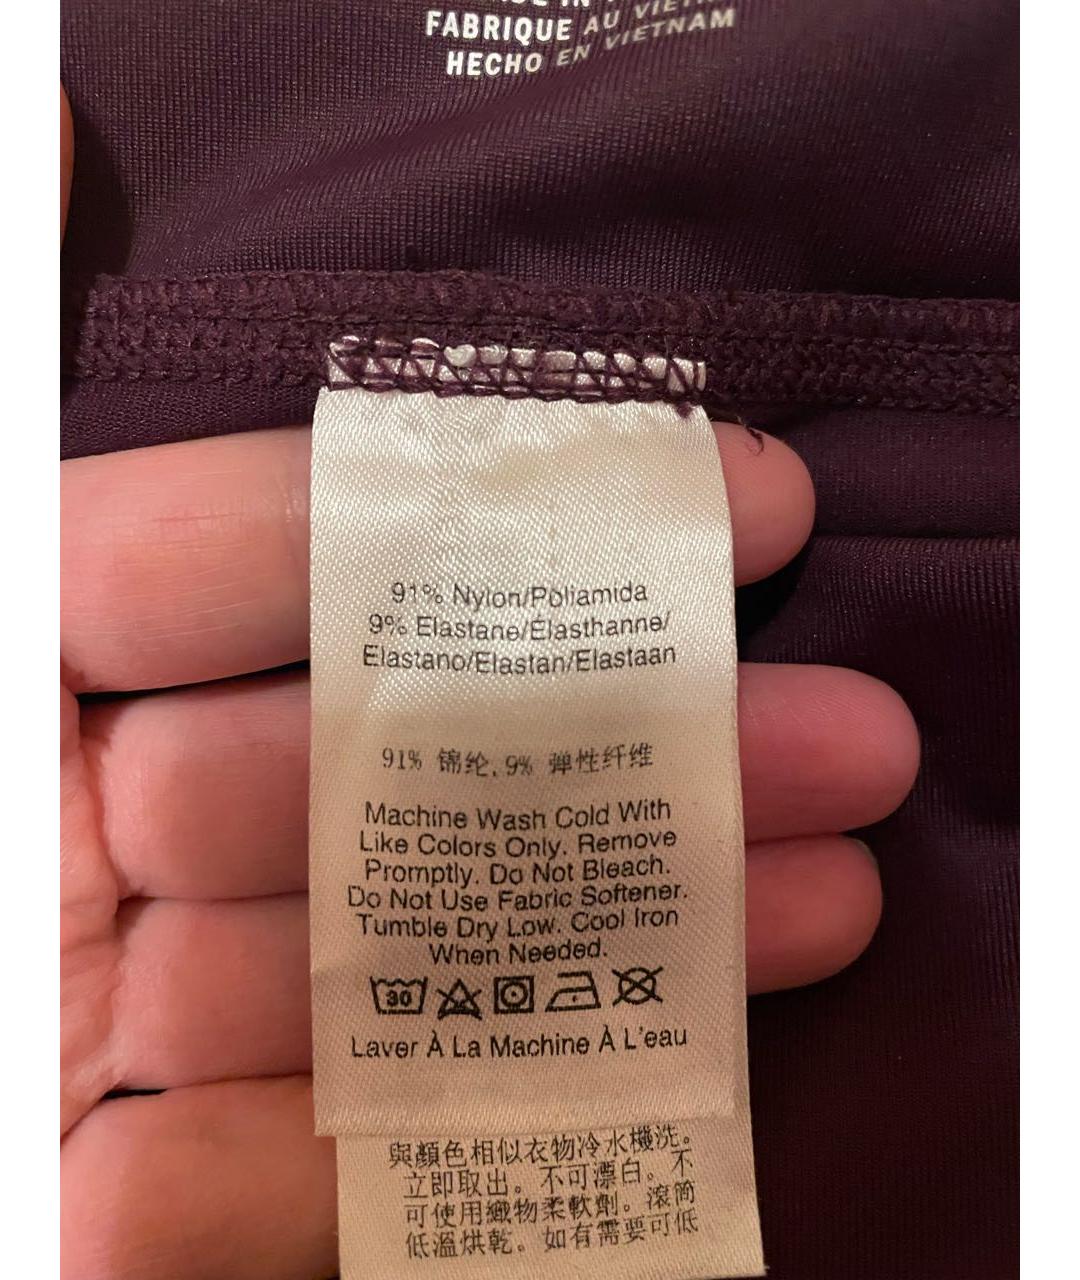 FABRIQUE AU VIETNAM
HECHO EN VIETNAM
91% Nylon/Poliamida
9% Elastane/Élasthanne/
Elastano/Elastan/Elastaan
91% 锦纶, 9% 弹性纤维
Machine Wash Cold With
Like Colors Only. Remove
Promptly. Do Not Bleach.
Do Not Use Fabric Softener.
Tumble Dry Low. Cool Iron
When Needed.
30
Laver À La Machine À L'eau
與顏色相似衣物冷水機洗。
立即取出。不可漂白。不
可使用織物柔軟劑。滾筒
低溫烘乾。如有需要可低